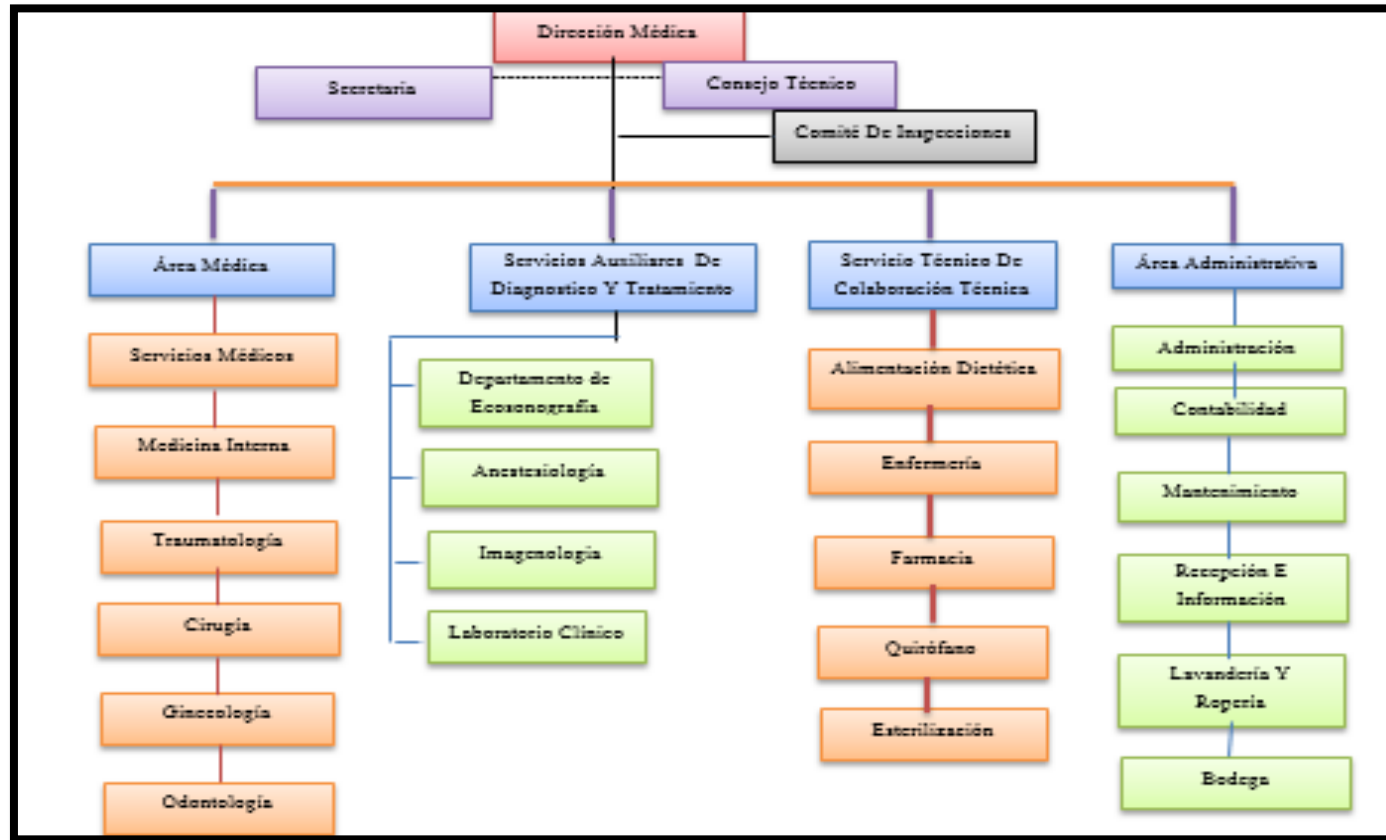 Dirección Médica
Secretaría
Consejo Técnico
Comité De Inspecciones
Área Médica
Servicios Médicos
Medicina Interna
Traumatología
Cirugía
Ginecología
Odontología
Servicios Auxiliares De
Diagnostico Y Tratamiento
Departamento de
Ecosonografía
Anestesiología
Imagenología
Laboratorio Clínico
Servicio Técnico De
Colaboración Técnica
Alimentación Dietética
Enfermería
Farmacia
Quirófano
Esterilización
Área Administrativa
Administración
Contabilidad
Mantenimiento
Recepción E
Información
Lavandería Y
Ropería
Bodega